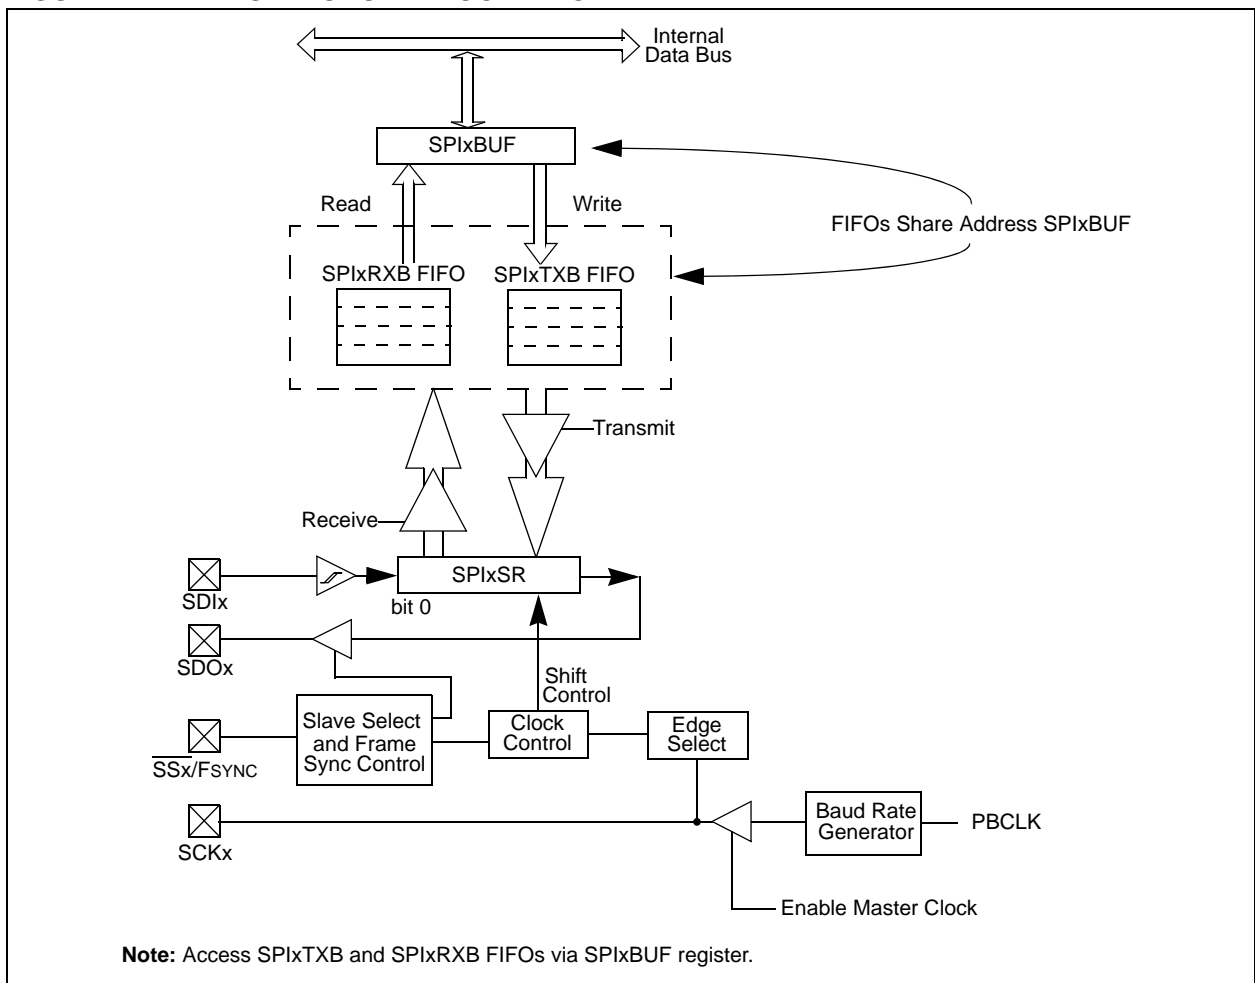 Internal
Data Bus
SPIxBUF
Read
Write
FIFOs Share Address SPIxBUF
SPIxRXB FIFO
SPIxTXB FIFO
Transmit
Receive
SPIxSR
SDIx
bit 0
SDOx
Shift
Control
Slave Select
and Frame
Sync Control
Clock
Control
Edge
Select
SSx/FSYNC
Baud Rate
Generator
PBCLK
SCKx
Enable Master Clock
Note: Access SPIxTXB and SPIxRXB FIFOs via SPIxBUF register.